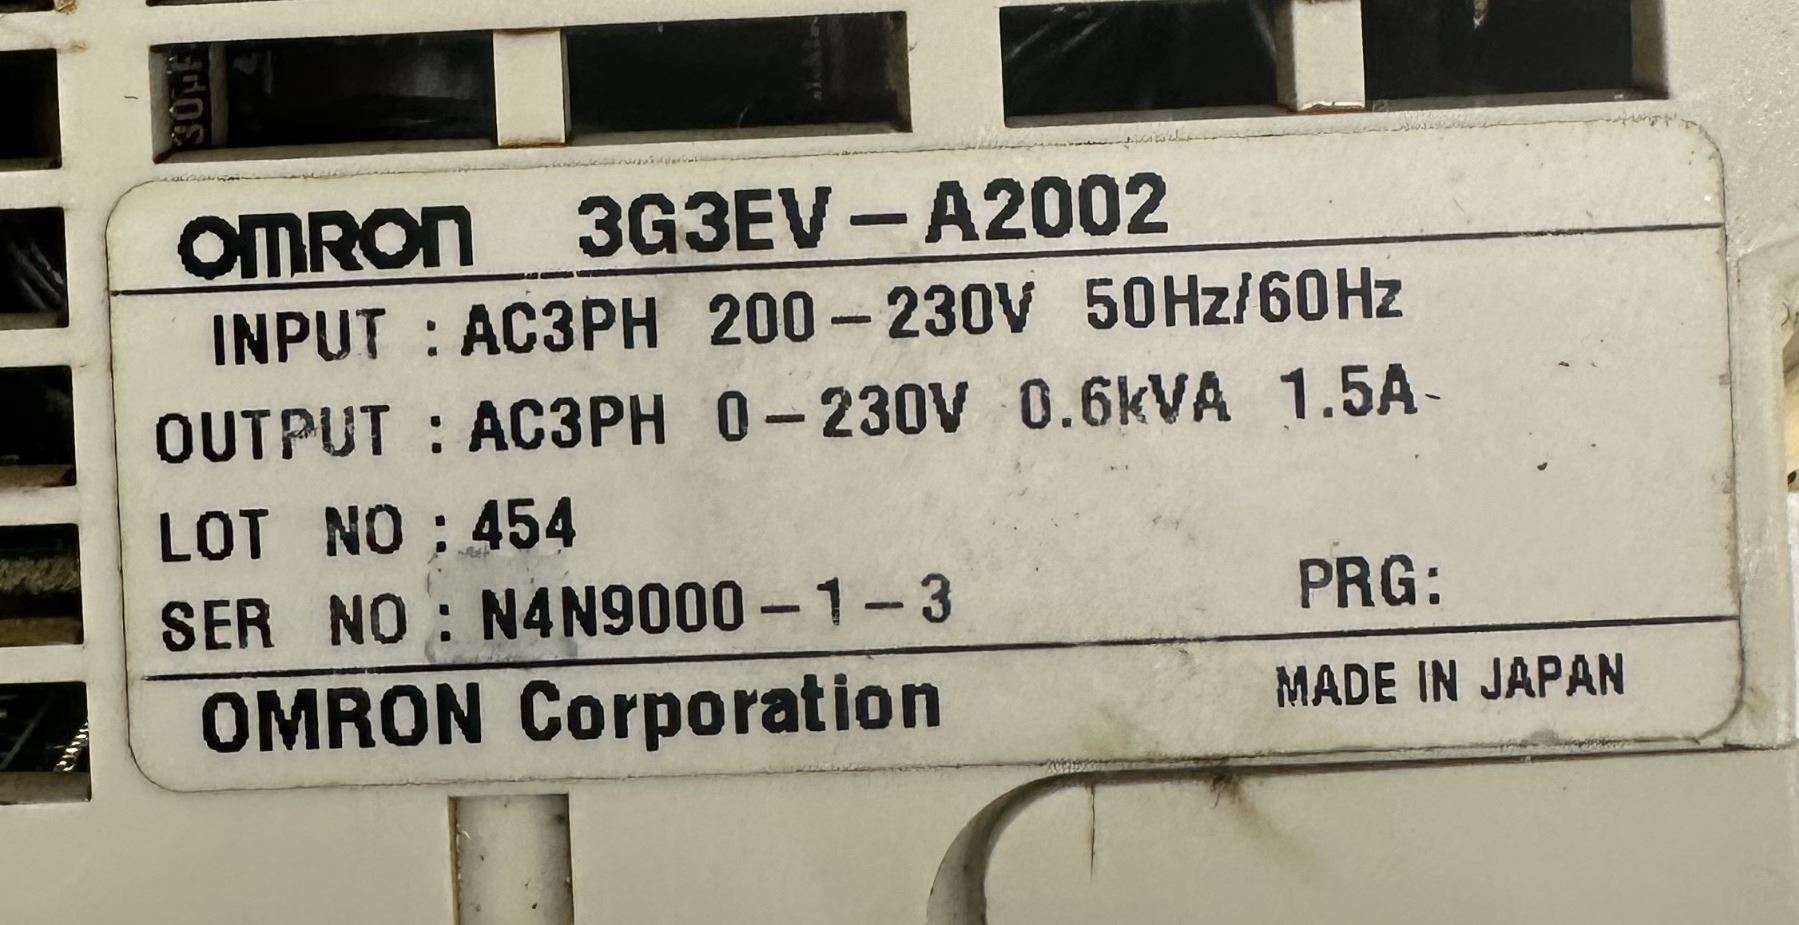 30µF
OMRON 3G3EV-A2002
INPUT : AC3PH 200-230V 50Hz/60Hz
OUTPUT : AC3PH 0-230V 0.6kVA 1.5A
LOT NO : 454
SER NO : N4N9000-1-3 PRG:
OMRON Corporation MADE IN JAPAN